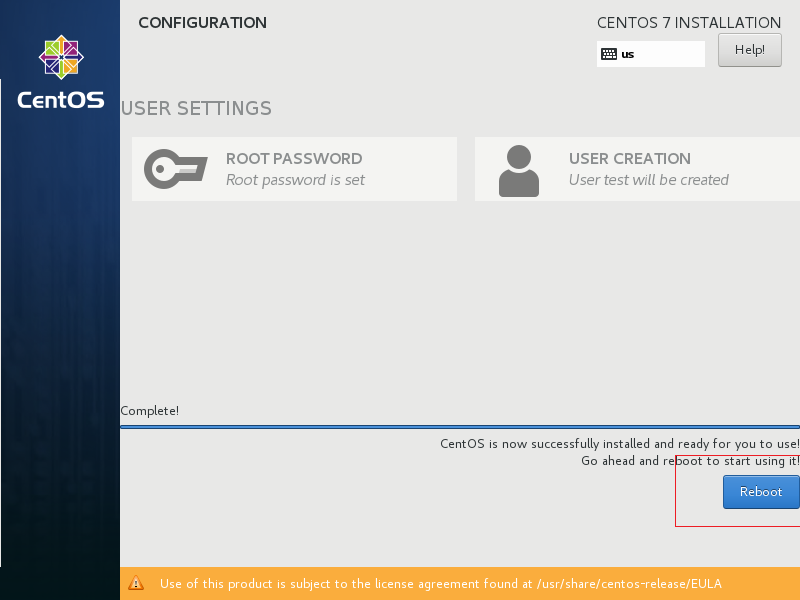 CONFIGURATION
CENTOS 7 INSTALLATION
us
Help!
CentOS
USER SETTINGS
ROOT PASSWORD
Root password is set
USER CREATION
User test will be created
Complete!
CentOS is now successfully installed and ready for you to use!
Go ahead and reboot to start using it!
Reboot
Use of this product is subject to the license agreement found at /usr/share/centos-release/EULA